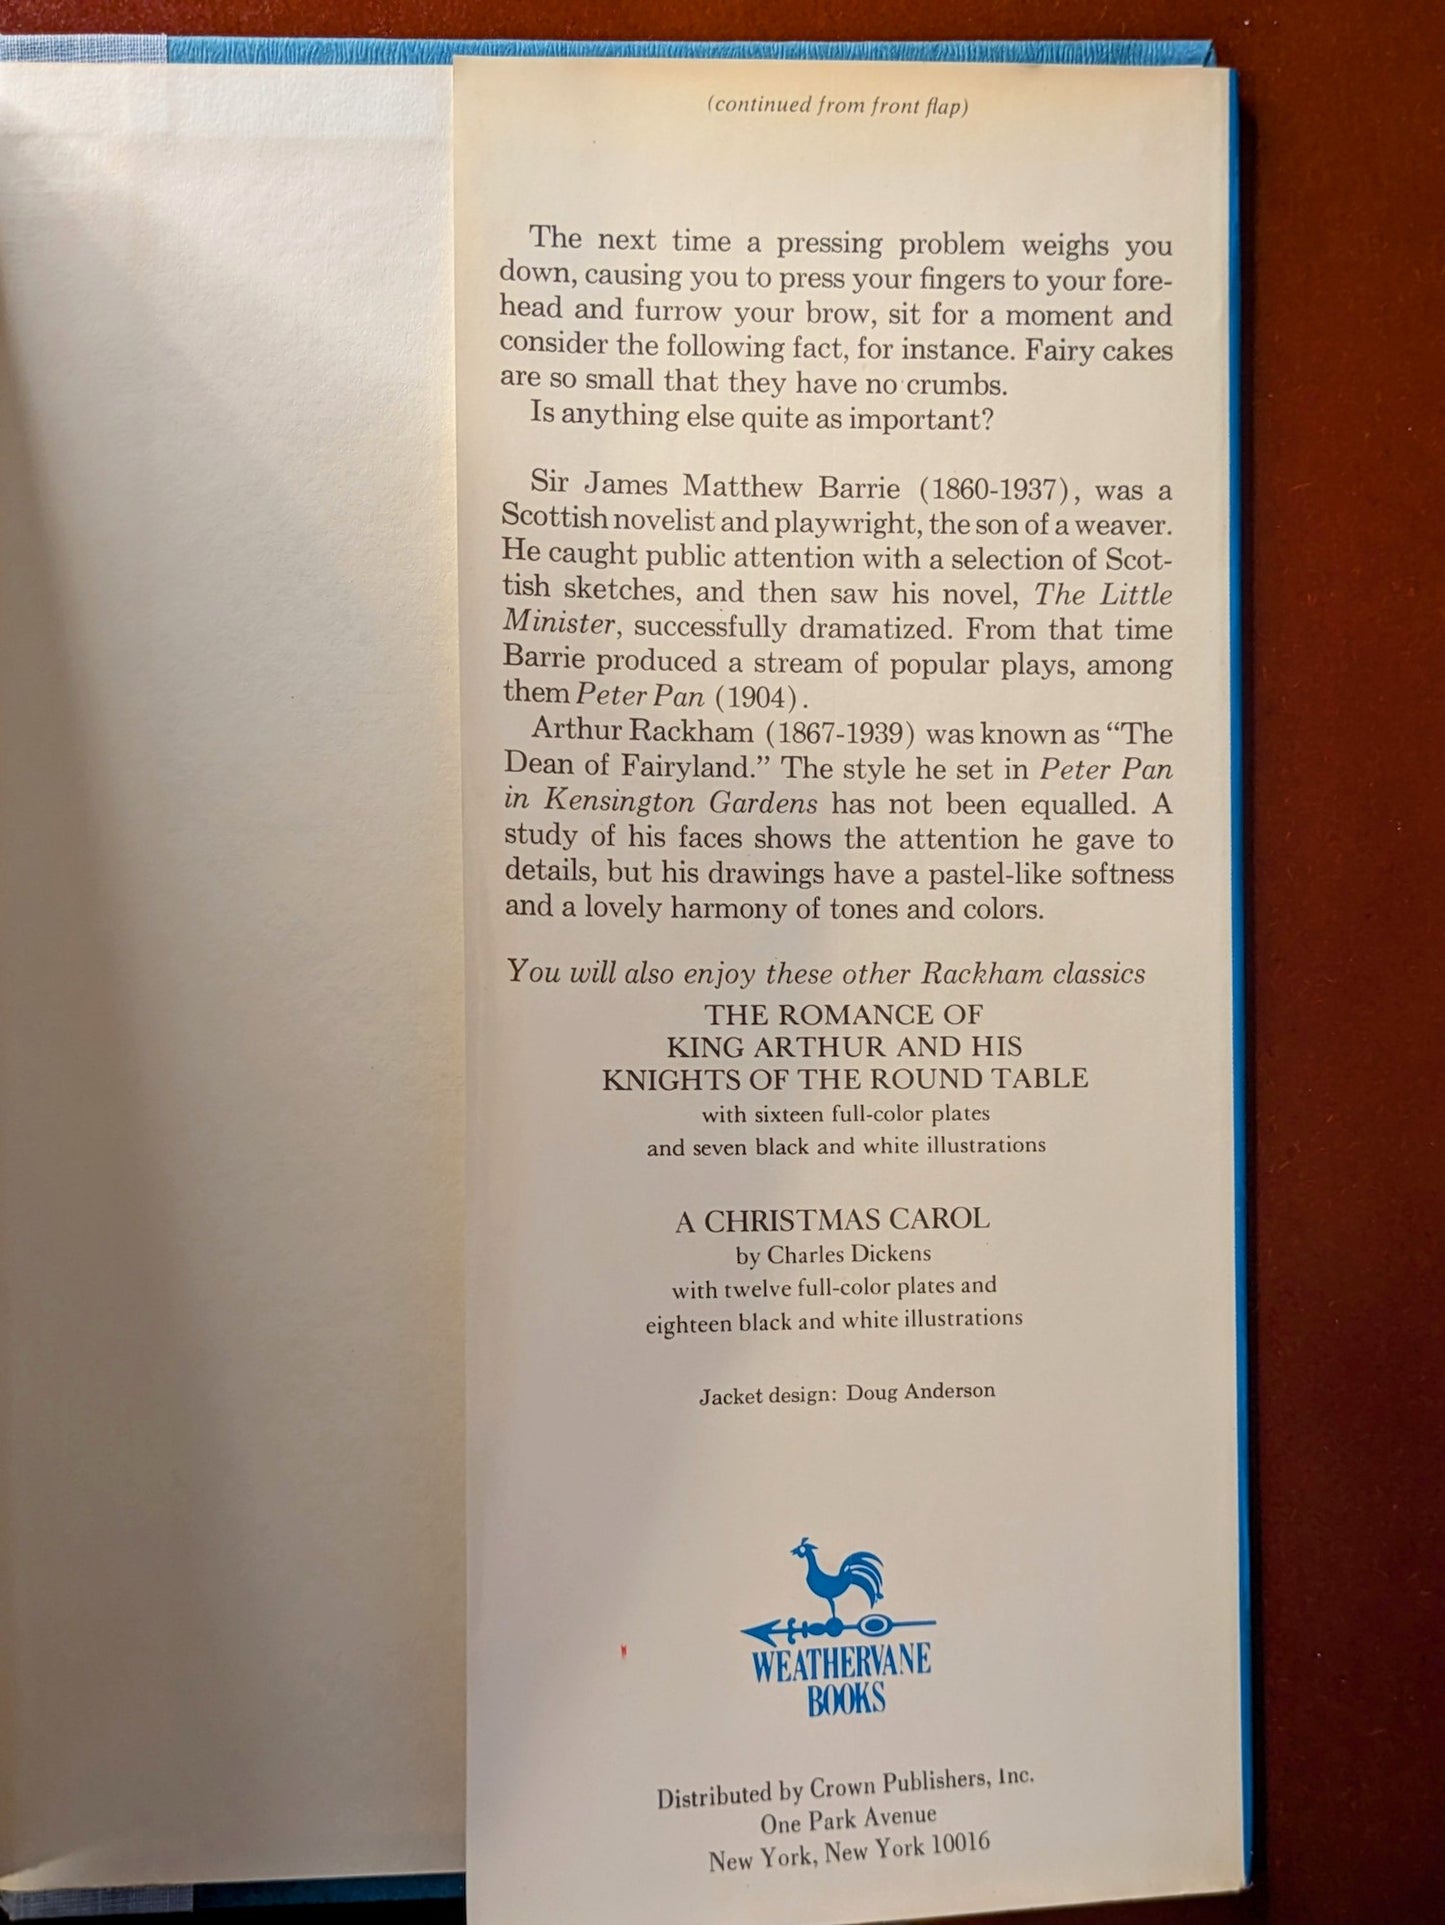 (continued from front flap)
The next time a pressing problem weighs you
down, causing you to press your fingers to your fore-
head and furrow your brow, sit for a moment and
consider the following fact, for instance. Fairy cakes
are so small that they have no crumbs.
Is anything else quite as important?
Sir James Matthew Barrie (1860-1937), was a
Scottish novelist and playwright, the son of a weaver.
He caught public attention with a selection of Scot-
tish sketches, and then saw his novel, The Little
Minister, successfully dramatized. From that time
Barrie produced a stream of popular plays, among
them Peter Pan (1904).
Arthur Rackham (1867-1939) was known as “The
Dean of Fairyland.” The style he set in Peter Pan
in Kensington Gardens has not been equalled. A
study of his faces shows the attention he gave to
details, but his drawings have a pastel-like softness
and a lovely harmony of tones and colors.
You will also enjoy these other Rackham classics
THE ROMANCE OF
KING ARTHUR AND HIS
KNIGHTS OF THE ROUND TABLE
with sixteen full-color plates
and seven black and white illustrations
A CHRISTMAS CAROL
by Charles Dickens
with twelve full-color plates and
eighteen black and white illustrations
Jacket design: Doug Anderson
WEATHERVANE
BOOKS
Distributed by Crown Publishers, Inc.
One Park Avenue
New York, New York 10016